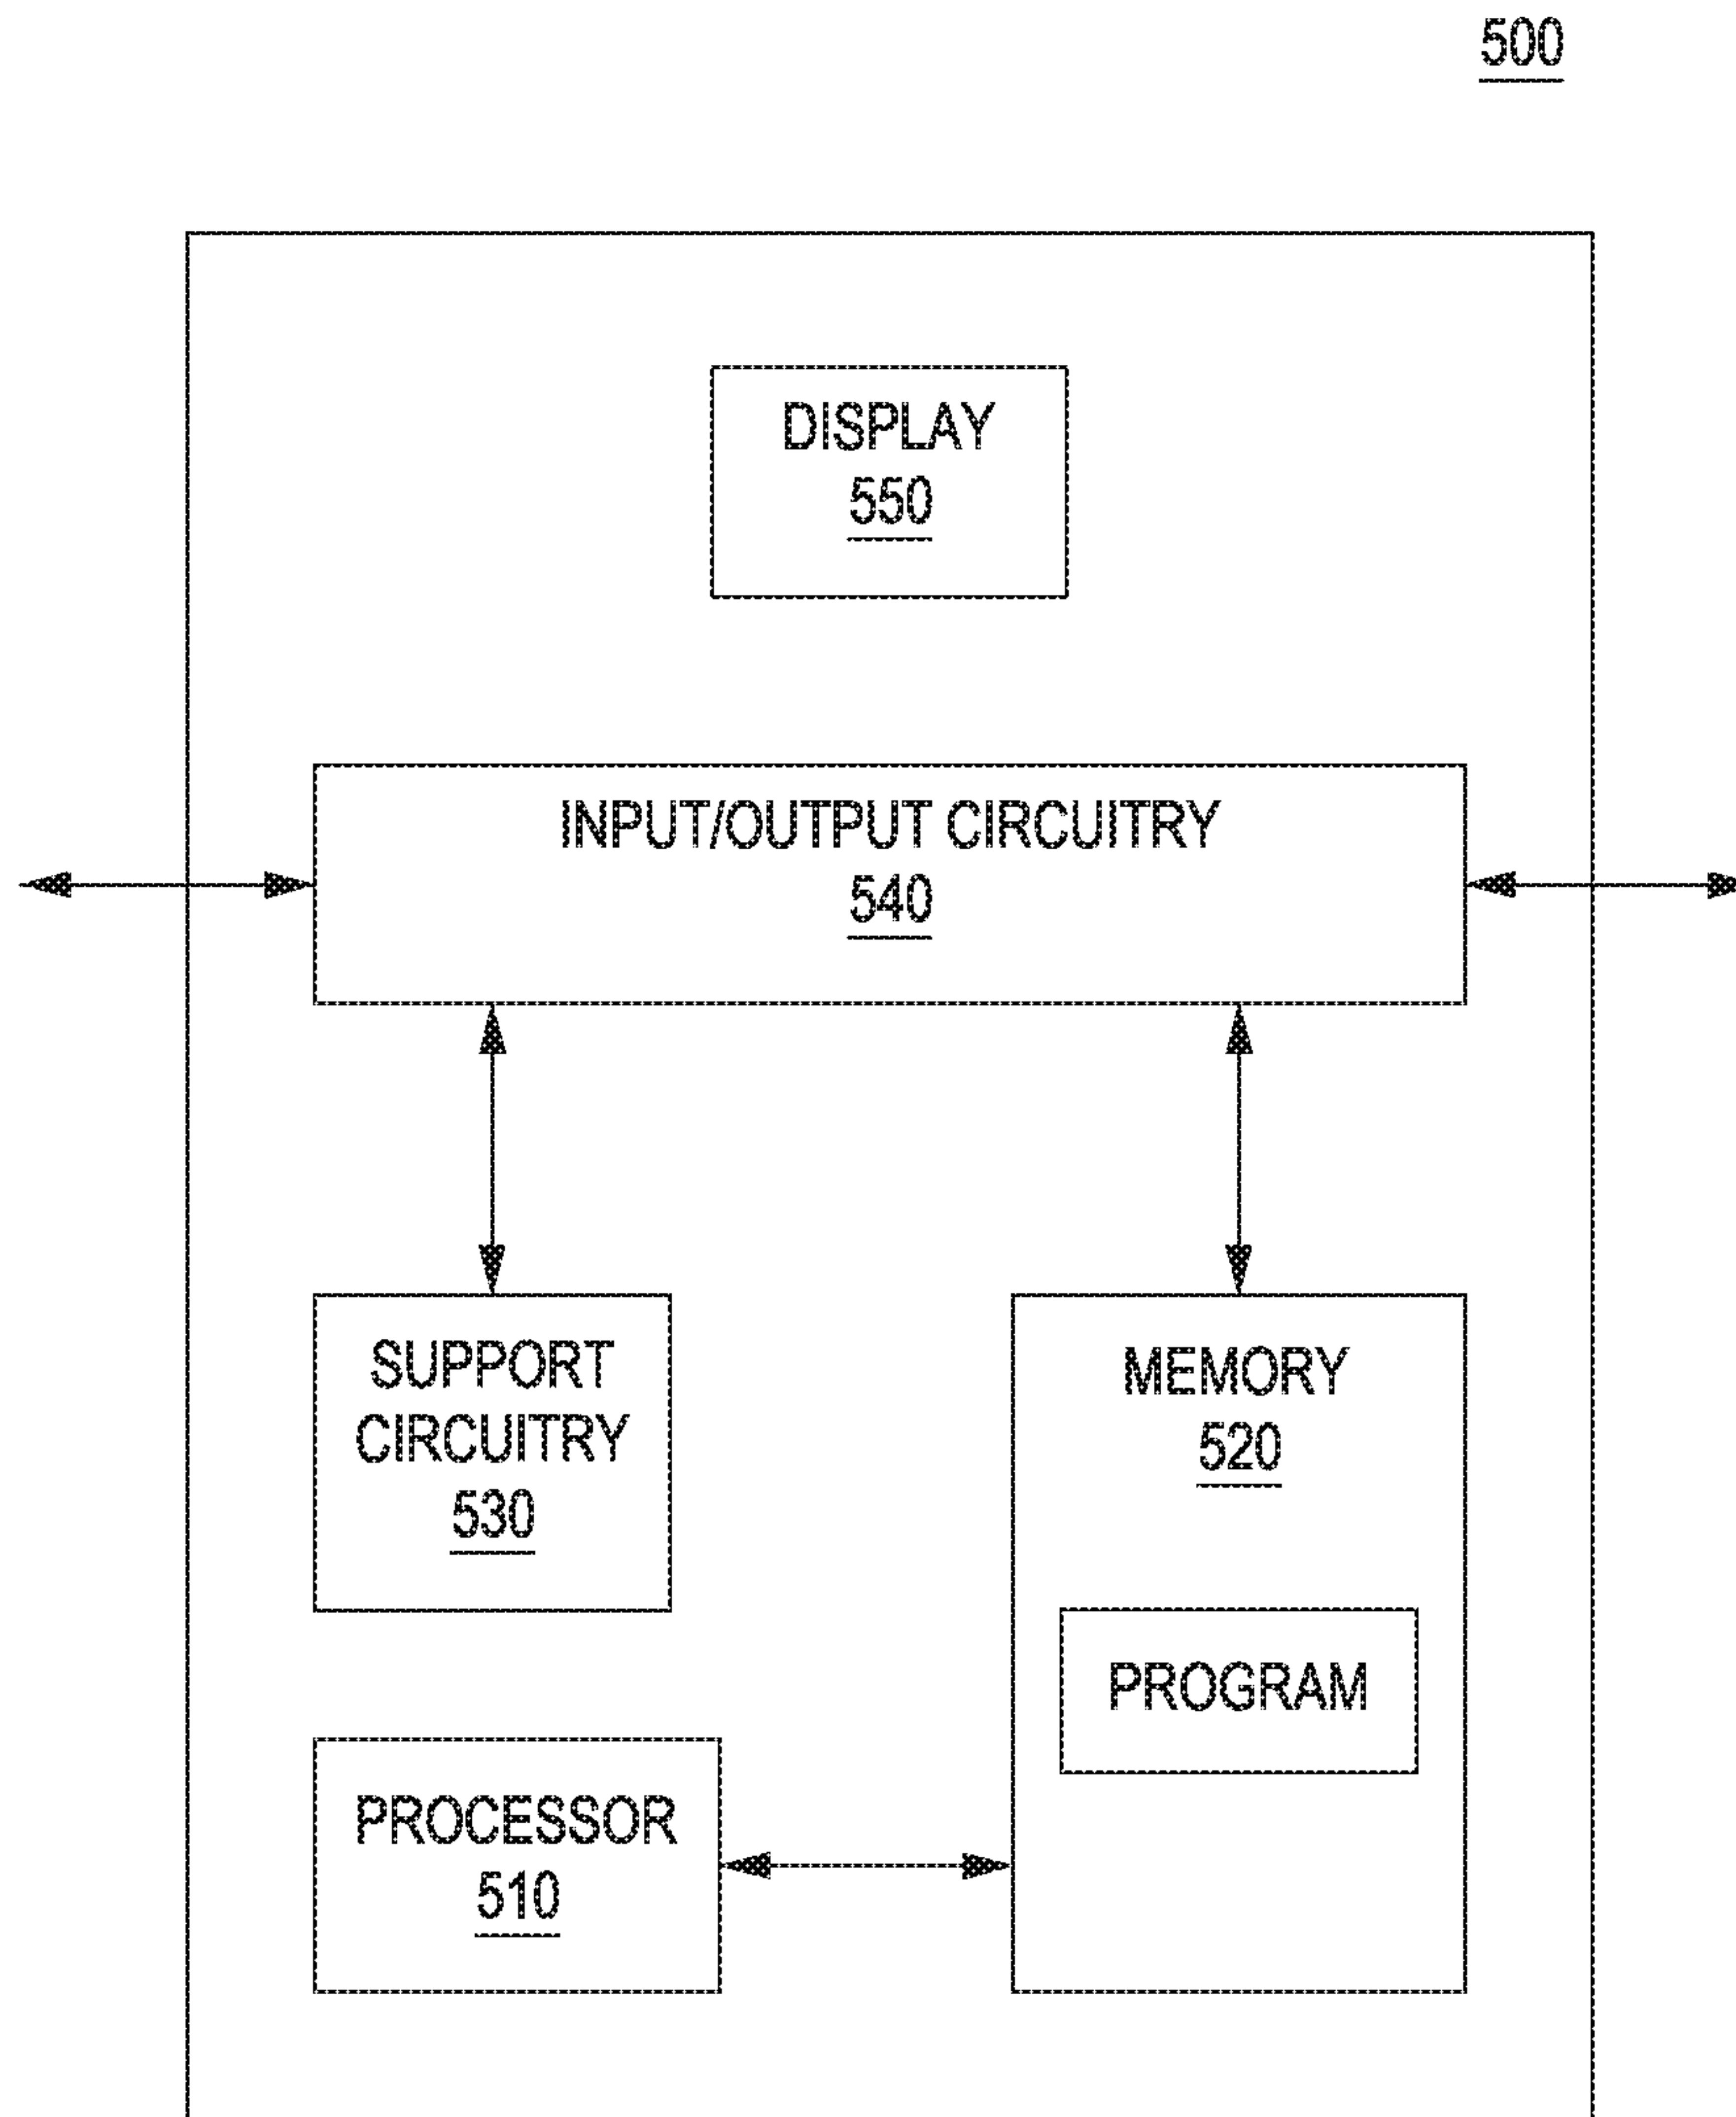 500
DISPLAY
550
INPUT/OUTPUT CIRCUITRY
540
SUPPORT
CIRCUITRY
530
MEMORY
520
PROGRAM
PROCESSOR
510